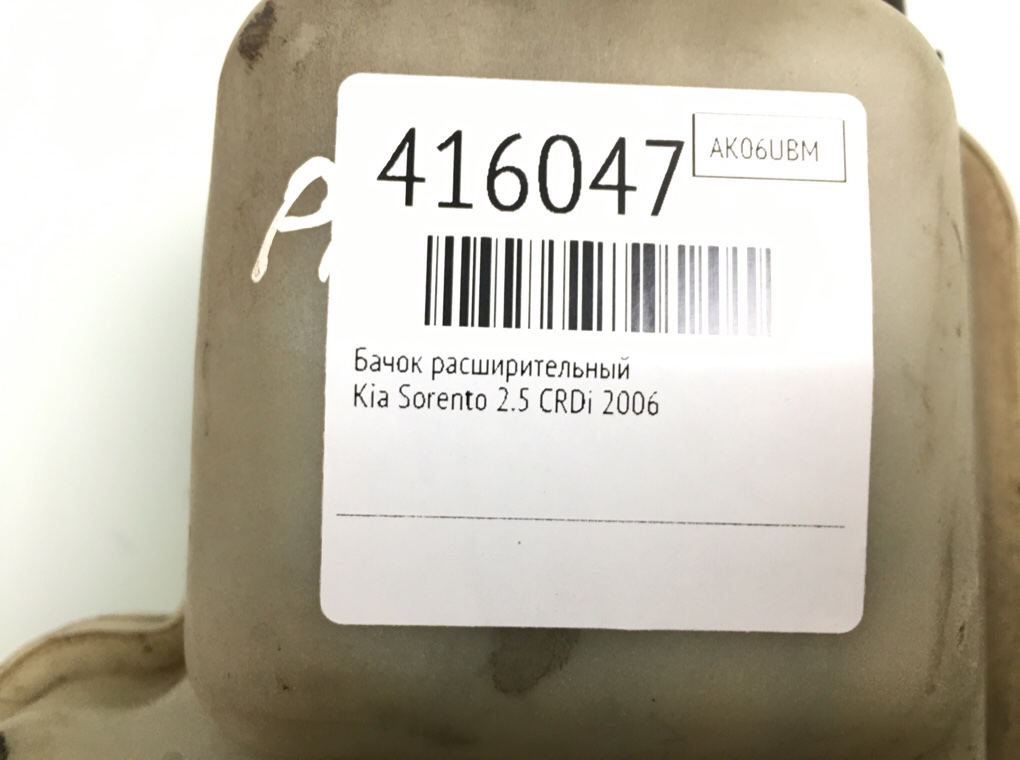 416047
AK06UBM
Бачок расширительный
Kia Sorento 2.5 CRDi 2006